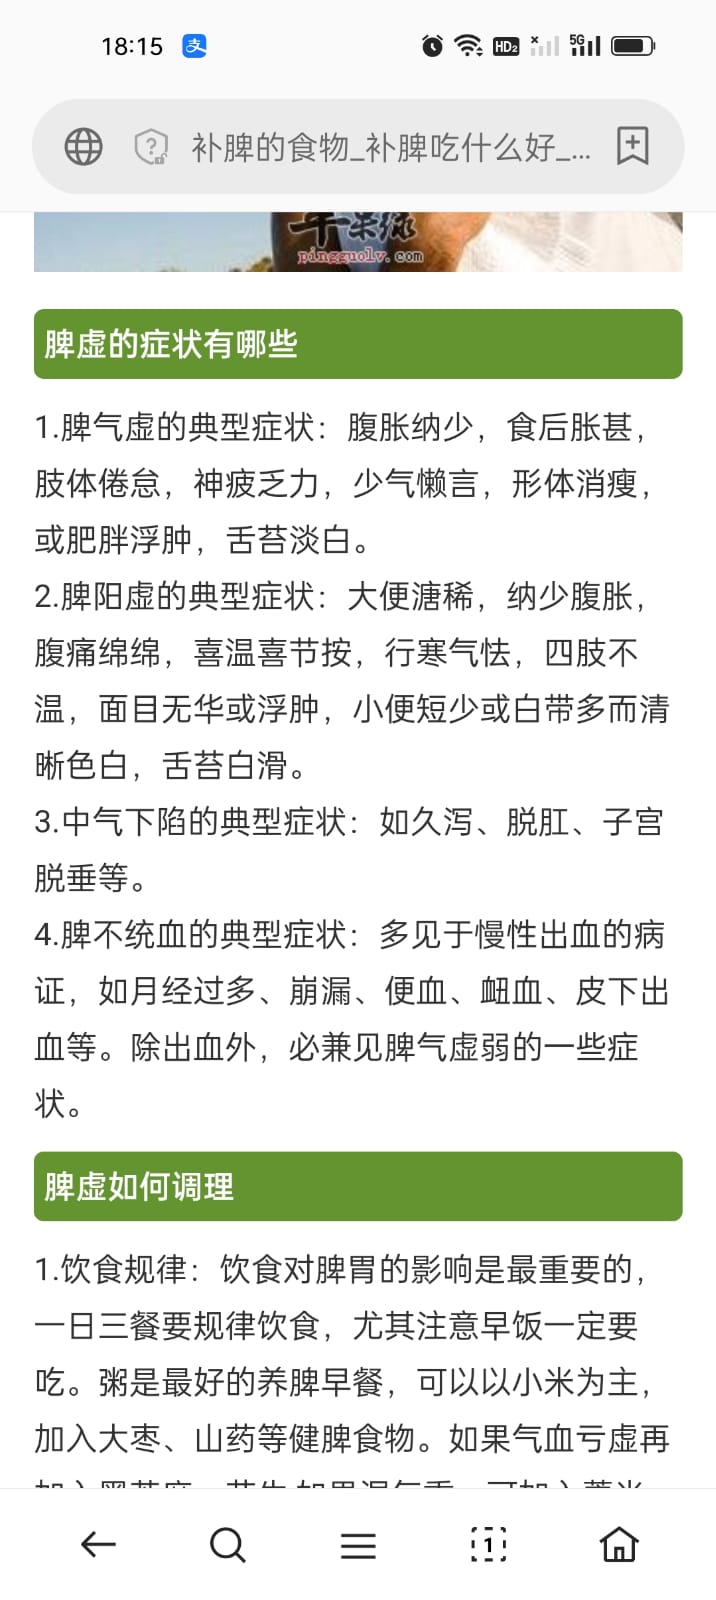 18:15 支 HD2 5G
补脾的食物_补脾吃什么好_...
苹果绿
pingguolv.com
脾虚的症状有哪些
1.脾气虚的典型症状：腹胀纳少，食后胀甚，
肢体倦怠，神疲乏力，少气懒言，形体消瘦，
或肥胖浮肿，舌苔淡白。
2.脾阳虚的典型症状：大便溏稀，纳少腹胀，
腹痛绵绵，喜温喜节按，行寒气怯，四肢不
温，面目无华或浮肿，小便短少或白带多而清
晰色白，舌苔白滑。
3.中气下陷的典型症状：如久泻、脱肛、子宫
脱垂等。
4.脾不统血的典型症状：多见于慢性出血的病
证，如月经过多、崩漏、便血、衄血、皮下出
血等。除出血外，必兼见脾气虚弱的一些症
状。
脾虚如何调理
1.饮食规律：饮食对脾胃的影响是最重要的，
一日三餐要规律饮食，尤其注意早饭一定要
吃。粥是最好的养脾早餐，可以以小米为主，
加入大枣、山药等健脾食物。如果气血亏虚再
1